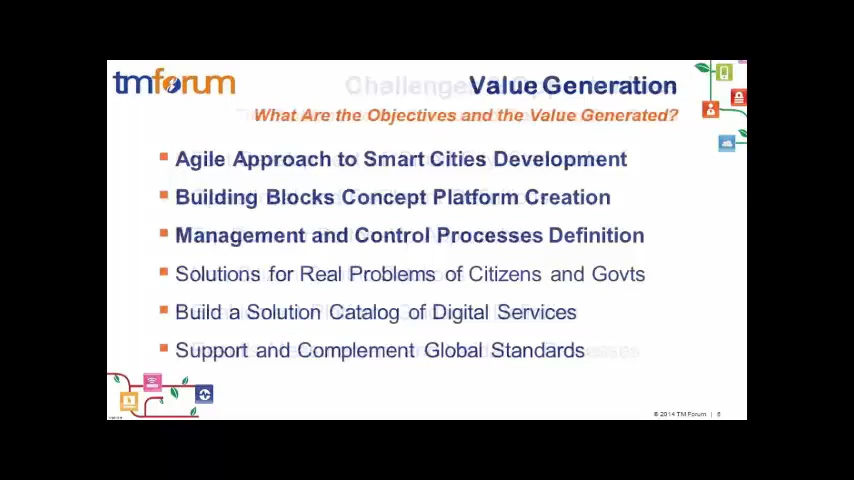 tmforum
Value Generation
What Are the Objectives and the Value Generated?
Agile Approach to Smart Cities Development
Building Blocks Concept Platform Creation
Management and Control Processes Definition
Solutions for Real Problems of Citizens and Govts
Build a Solution Catalog of Digital Services
Support and Complement Global Standards
© 2014 TM Forum | 5